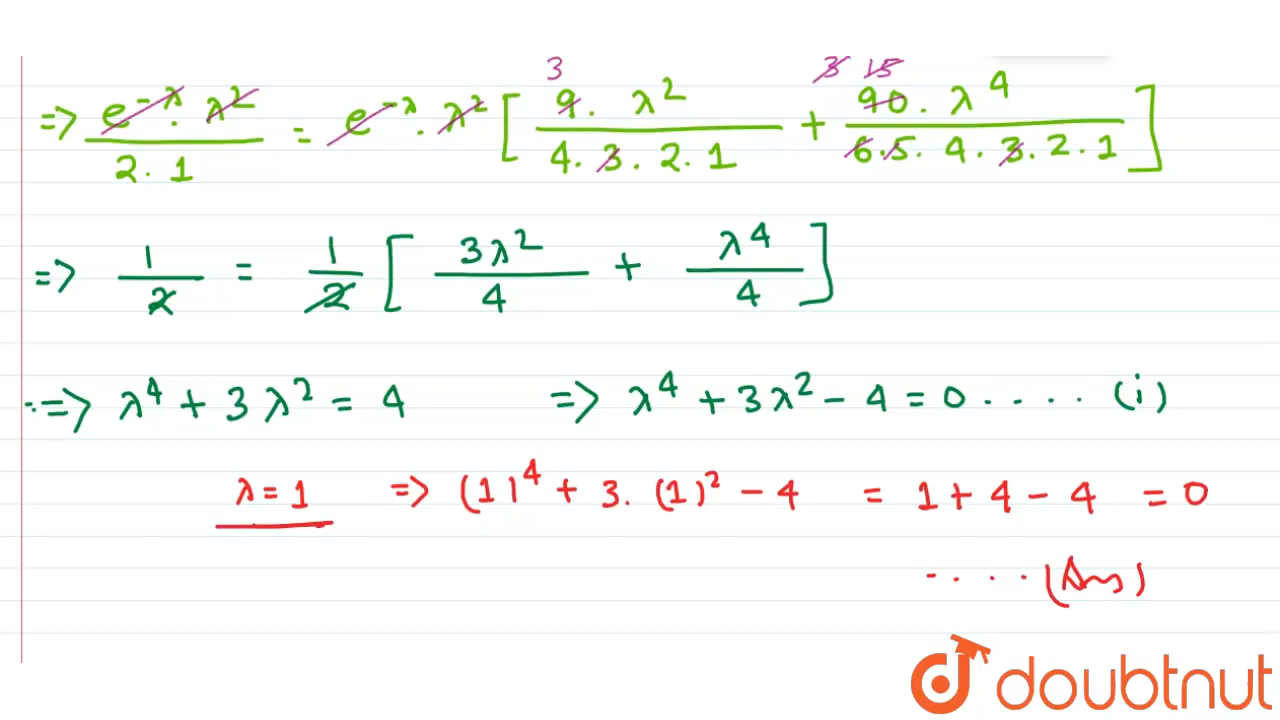 3 3 15
=> e^-λ . λ^2 / 2 . 1 = e^-λ . λ^2 [ 9 . λ^2 / 4 . 3 . 2 . 1 + 90 . λ^4 / 6 . 5 . 4 . 3 . 2 . 1 ]
=> 1/2 = 1/2 [ 3λ^2 / 4 + λ^4 / 4 ]
=> λ^4 + 3λ^2 = 4 => λ^4 + 3λ^2 - 4 = 0 .... (i)
λ = 1 => (1)^4 + 3 . (1)^2 - 4 = 1 + 4 - 4 = 0
.... (Ans)
doubtnut